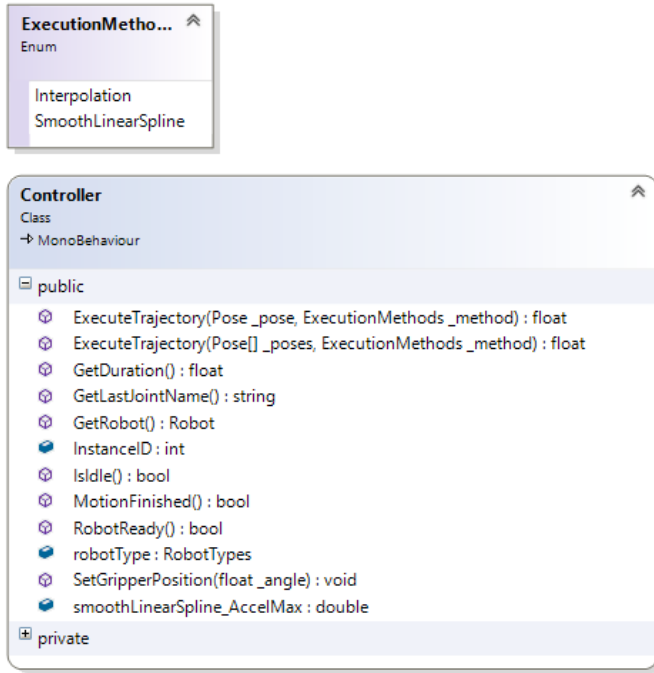 ExecutionMetho...
Enum
Interpolation
SmoothLinearSpline
Controller
Class
MonoBehaviour
public
ExecuteTrajectory(Pose _pose, ExecutionMethods _method) : float
ExecuteTrajectory(Pose[] _poses, ExecutionMethods _method) : float
GetDuration() : float
GetLastJointName() : string
GetRobot() : Robot
InstanceID : int
IsIdle() : bool
MotionFinished() : bool
RobotReady() : bool
robotType : RobotTypes
SetGripperPosition(float _angle) : void
smoothLinearSpline_AccelMax : double
private